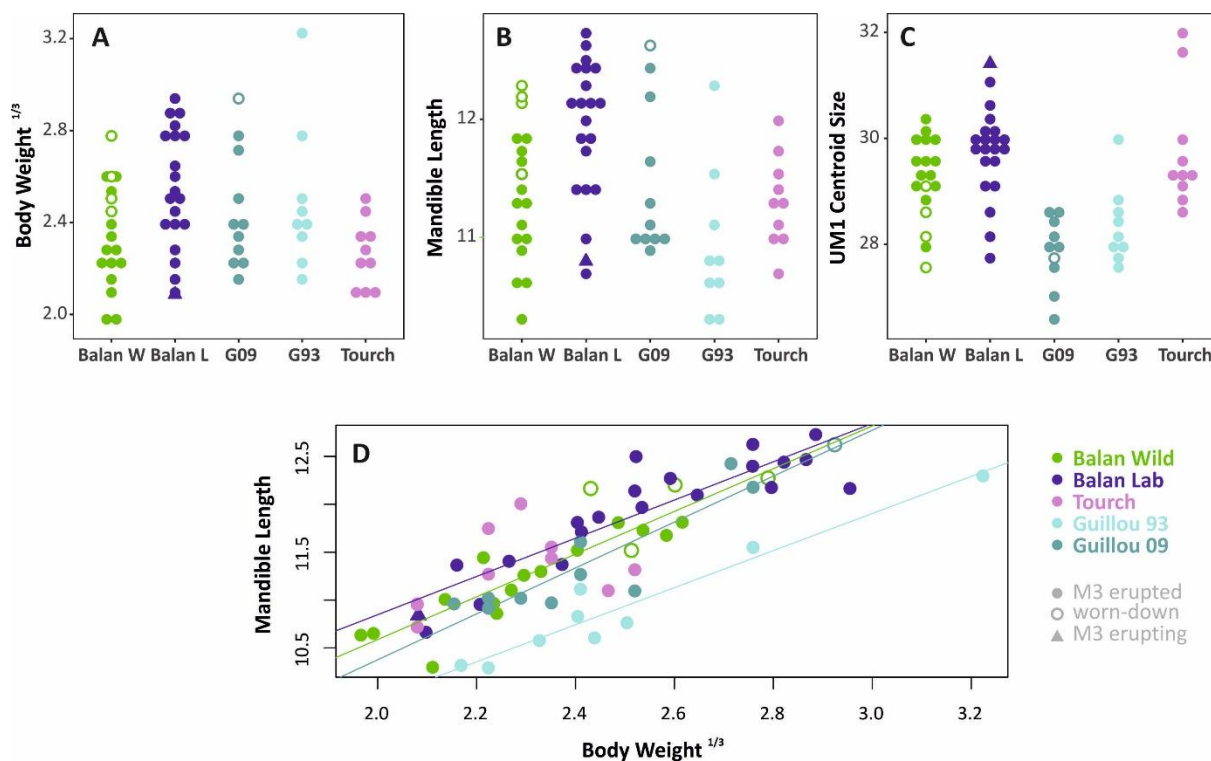 A
Body Weight 1/3
3.2
2.8
2.4
2.0
Balan W Balan L G09 G93 Tourch
B
Mandible Length
12
11
Balan W Balan L G09 G93 Tourch
C
UM1 Centroid Size
32
30
28
Balan W Balan L G09 G93 Tourch
D
Mandible Length
12.5
11.5
10.5
2.0 2.2 2.4 2.6 2.8 3.0 3.2
Body Weight 1/3
Balan Wild
Balan Lab
Tourch
Guillou 93
Guillou 09
M3 erupted
worn-down
M3 erupting